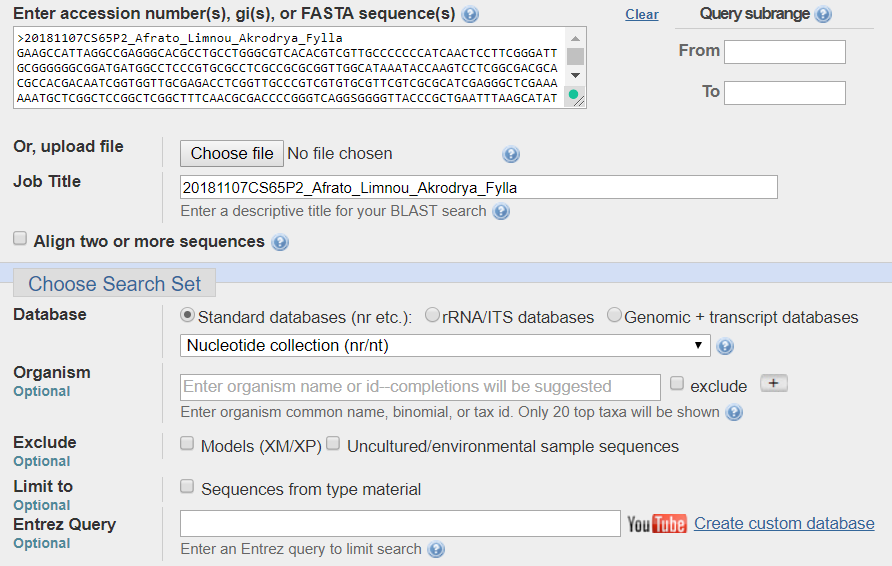 Enter accession number(s), gi(s), or FASTA sequence(s) Clear Query subrange
>20181107CS65P2_Afrato_Limnou_Akrodrya_Fylla
GAAGCCATTAGGCCGAGGGCACGCCTGCCTGGGCGTCACACGTCGTTGCCCCCCCCATCAACTCCTTCGGGATT
GCGGGGGGCGGATGATGGCCTCCCGTGCGCCTCGCCGCGCGGTTGGCATAAATACCAAGTCCTCGGCGACGCA
CGCCACGACAATCGGTGGTTGCGAGACCTCGGTTGCCCGTCGTGTGCGTTCGTCGCGCATCGAGGGCTCGAAA
AAATGCTCGGCTCCGGCTCGGCTTTCAACGCGACCCCGGGTCAGGSGGGGTTACCCGCTGAATTTAAGCATAT
From
To
Or, upload file Choose file No file chosen
Job Title 20181107CS65P2_Afrato_Limnou_Akrodrya_Fylla
Enter a descriptive title for your BLAST search
Align two or more sequences
Choose Search Set
Database Standard databases (nr etc.): rRNA/ITS databases Genomic + transcript databases
Nucleotide collection (nr/nt)
Organism
Optional
Enter organism name or id--completions will be suggested exclude +
Enter organism common name, binomial, or tax id. Only 20 top taxa will be shown
Exclude
Optional
Models (XM/XP) Uncultured/environmental sample sequences
Limit to
Optional
Sequences from type material
Entrez Query
Optional
YouTube Create custom database
Enter an Entrez query to limit search